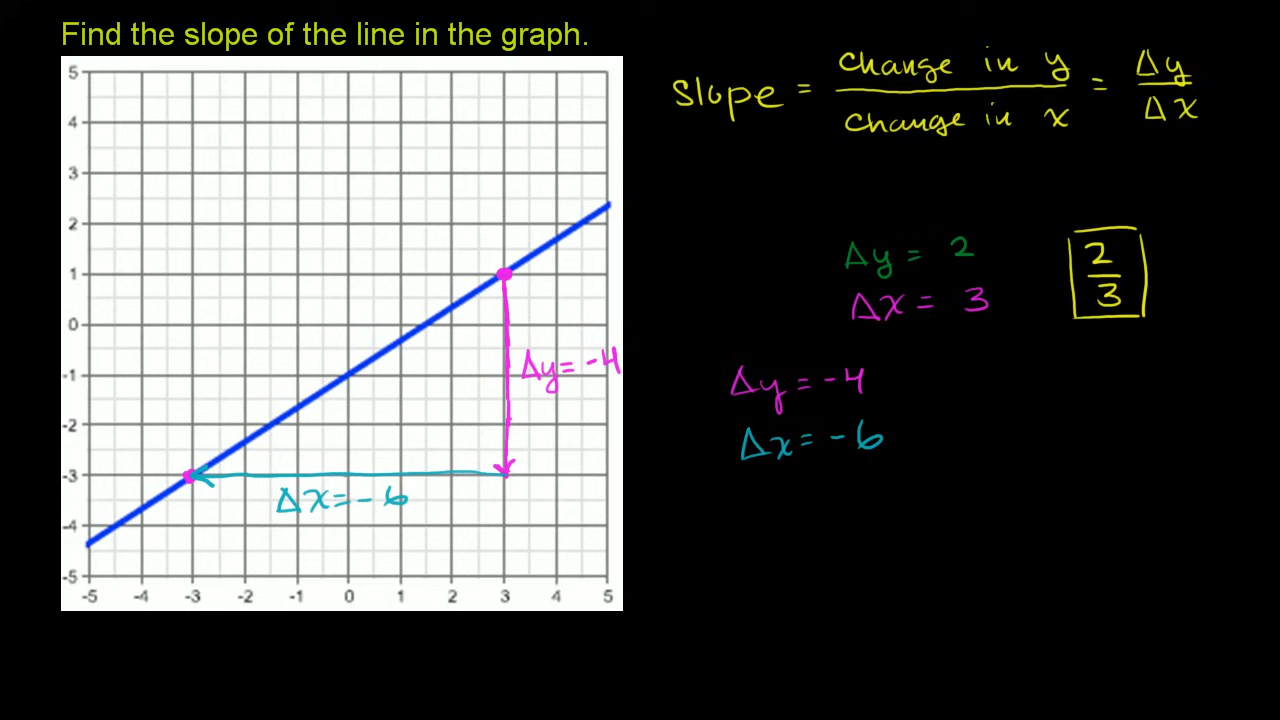 Find the slope of the line in the graph.
slope = change in y / change in x = Δy / Δx
5
4
3
2
1
0
-1
-2
-3
-4
-5
-5 -4 -3 -2 -1 0 1 2 3 4 5
Δy = -4
Δx = -6
Δy = 2
Δx = 3
2
3
Δy = -4
Δx = -6